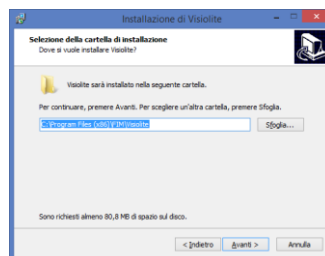 Installazione di Visiolite
Selezione della cartella di installazione
Dove si vuole installare Visiolite?
Visiolite sarà installato nella seguente cartella.
Per continuare, premere Avanti. Per scegliere un'altra cartella, premere Sfoglia.
C:\Program Files (x86)\FIM\Visiolite
Sfoglia...
Sono richiesti almeno 80,8 MB di spazio sul disco.
< Indietro Avanti > Annulla